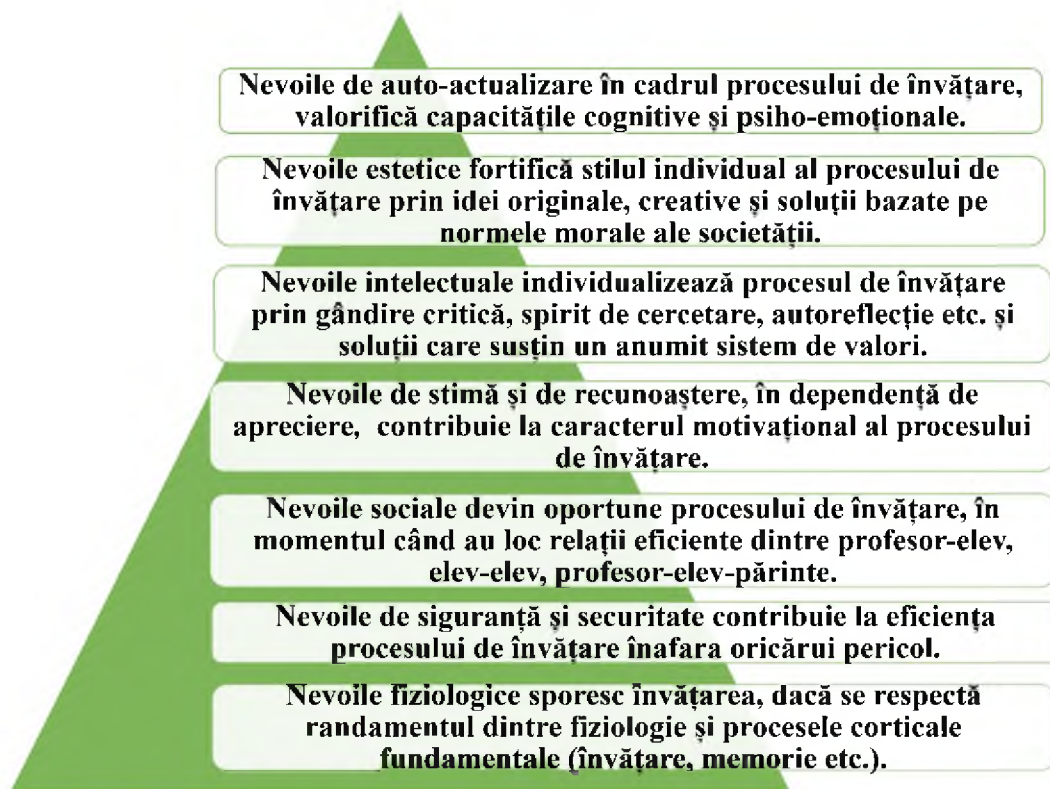 Nevoile de auto-actualizare în cadrul procesului de învățare,
valorifică capacitățile cognitive și psiho-emoționale.
Nevoile estetice fortifică stilul individual al procesului de
învățare prin idei originale, creative și soluții bazate pe
normele morale ale societății.
Nevoile intelectuale individualizează procesul de învățare
prin gândire critică, spirit de cercetare, autoreflecție etc. și
soluții care susțin un anumit sistem de valori.
Nevoile de stimă și de recunoaștere, în dependență de
apreciere, contribuie la caracterul motivațional al procesului
de învățare.
Nevoile sociale devin oportune procesului de învățare, în
momentul când au loc relații eficiente dintre profesor-elev,
elev-elev, profesor-elev-părinte.
Nevoile de siguranță și securitate contribuie la eficiența
procesului de învățare înafara oricărui pericol.
Nevoile fiziologice sporesc învățarea, dacă se respectă
randamentul dintre fiziologie și procesele corticale
fundamentale (învățare, memorie etc.).